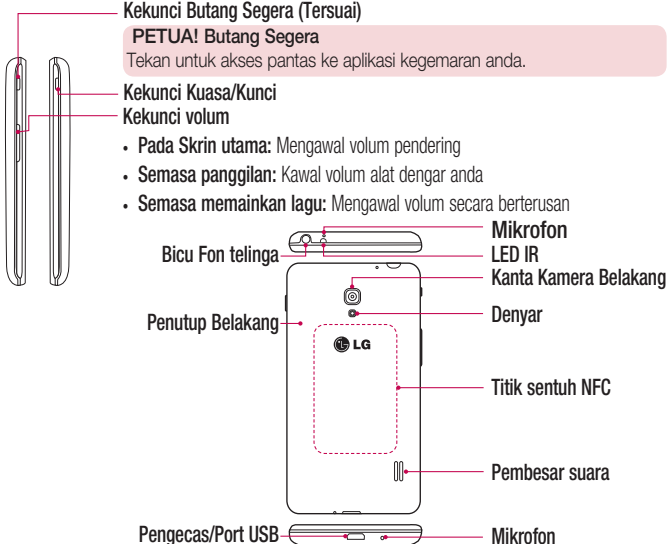 Kekunci Butang Segera (Tersuai)
PETUA! Butang Segera
Tekan untuk akses pantas ke aplikasi kegemaran anda.
Kekunci Kuasa/Kunci
Kekunci volum
• Pada Skrin utama: Mengawal volum pendering
• Semasa panggilan: Kawal volum alat dengar anda
• Semasa memainkan lagu: Mengawal volum secara berterusan
Mikrofon
Bicu Fon telinga
LED IR
Kanta Kamera Belakang
Penutup Belakang
Denyar
LG
Titik sentuh NFC
Pembesar suara
Pengecas/Port USB
Mikrofon